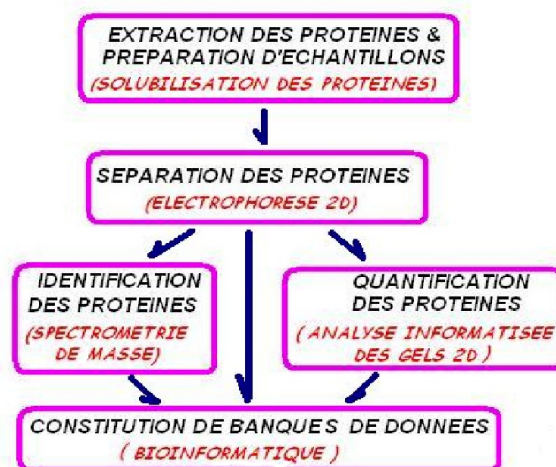 EXTRACTION DES PROTEINES &
PREPARATION D'ECHANTILLONS
(SOLUBILISATION DES PROTEINES)
SEPARATION DES PROTEINES
(ELECTROPHORESE 2D)
IDENTIFICATION
DES PROTEINES
(SPECTROMETRIE
DE MASSE)
QUANTIFICATION
DES PROTEINES
( ANALYSE INFORMATISEE
DES GELS 2D )
CONSTITUTION DE BANQUES DE DONNEES
( BIOINFORMATIQUE )